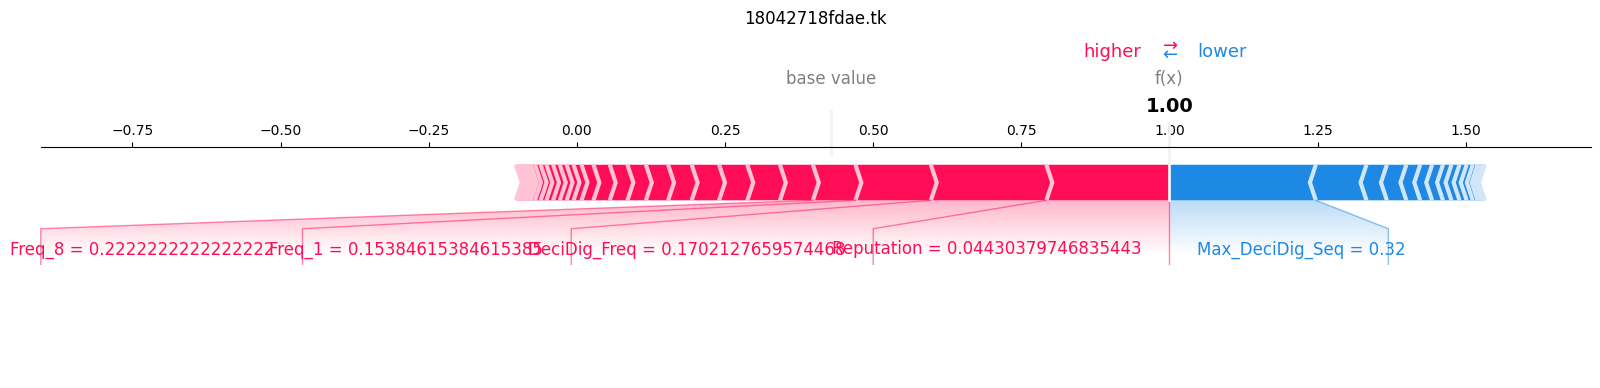 18042718fdae.tk
higher ⇄ lower
base value
f(x)
1.00
−0.75 −0.50 −0.25 0.00 0.25 0.50 0.75 1.00 1.25 1.50
Freq_8 = 0.2222222222222222 Freq_1 = 0.15384615384615385 DeciDig_Freq = 0.1702127659574468 Reputation = 0.04430379746835443 Max_DeciDig_Seq = 0.32